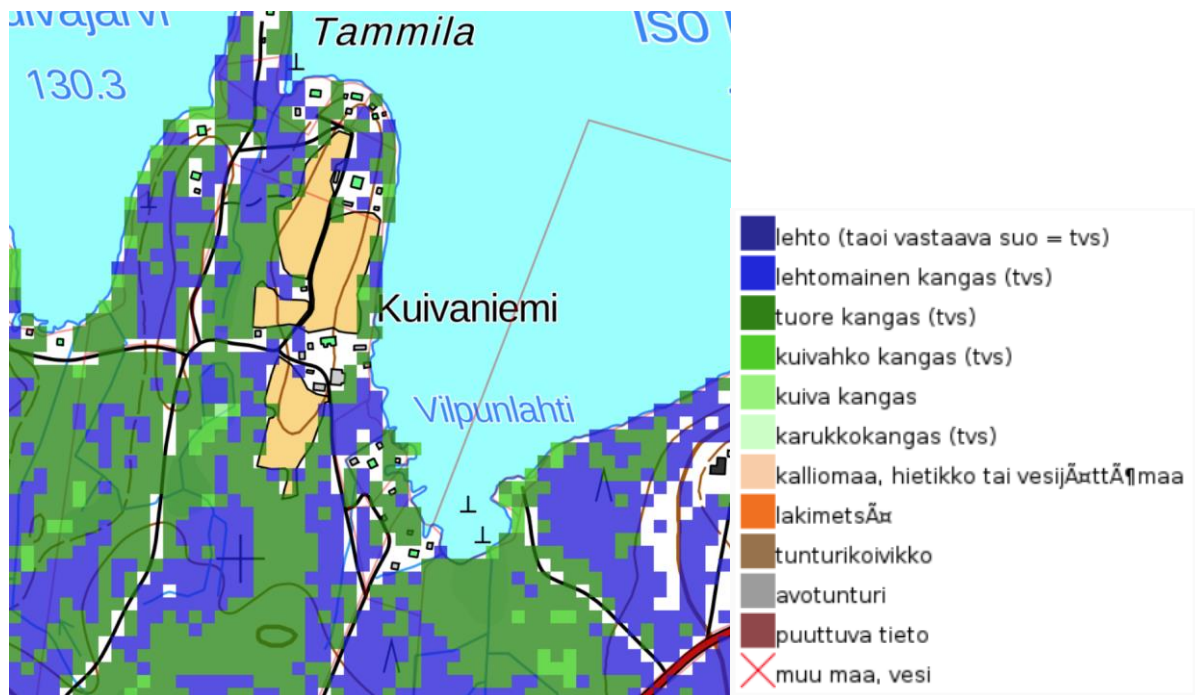 Tammila
130.3
Kuivaniemi
Vilpunlahti
lehto (taoi vastaava suo = tvs)
lehtomainen kangas (tvs)
tuore kangas (tvs)
kuivahko kangas (tvs)
kuiva kangas
karukkokangas (tvs)
kalliomaa, hietikko tai vesijÃ¤ttÃ¶maa
lakimetsÃ¤
tunturikoivikko
avotunturi
puuttuva tieto
muu maa, vesi